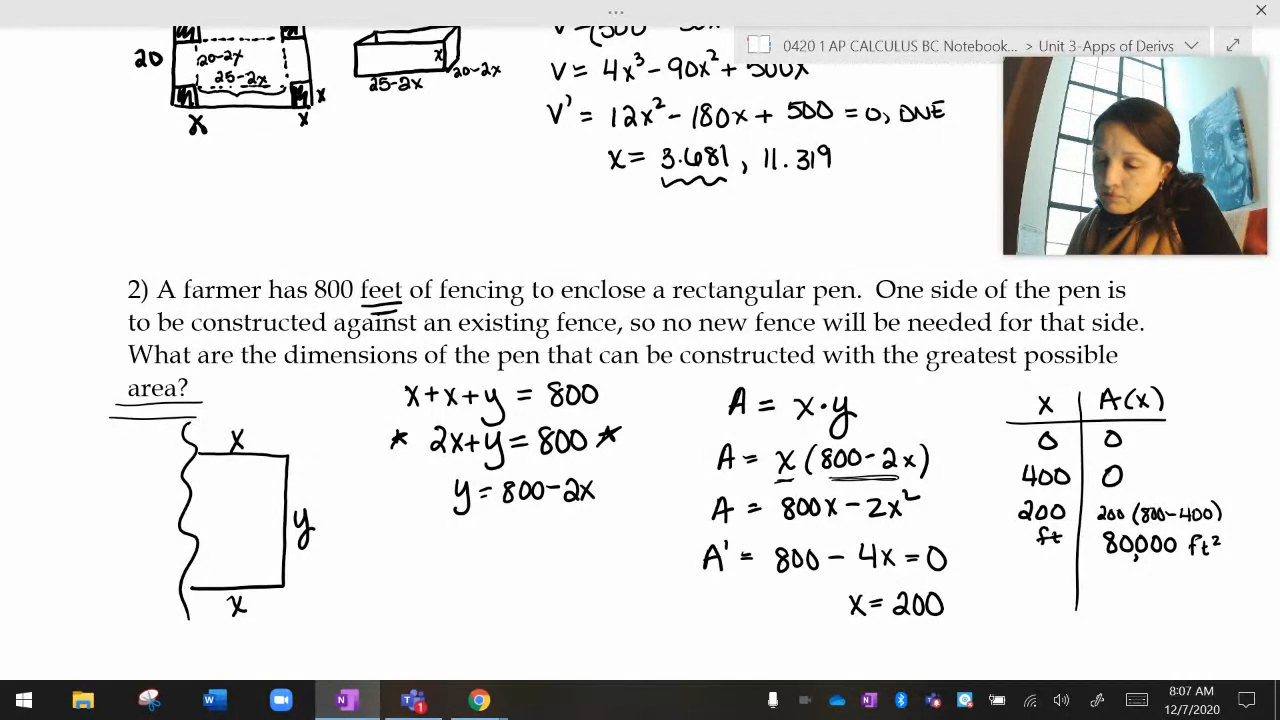 0420 1 AP CALCULUS BC Notebook... > Unit 3-Apps of Derivs
20
20-2x
25-2x
x
x
x
x
20-2x
25-2x
V = 4x³ - 90x² + 500x
V' = 12x² - 180x + 500 = 0, DNE
x = 3.681, 11.319
2) A farmer has 800 feet of fencing to enclose a rectangular pen. One side of the pen is
to be constructed against an existing fence, so no new fence will be needed for that side.
What are the dimensions of the pen that can be constructed with the greatest possible
area?
x
y
x
x+x+y = 800
* 2x+y = 800 *
y = 800-2x
A = x·y
A = x(800-2x)
A = 800x - 2x²
A' = 800 - 4x = 0
x = 200
x A(x)
0 0
400 0
200 200 (800-400)
ft 80,000 ft²
1
8:07 AM
12/7/2020